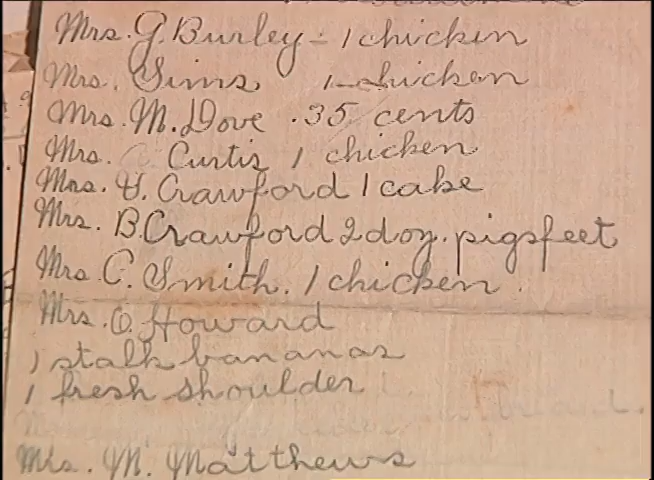 Mrs. G. Burley - 1 chicken
Mrs. Sims, 1 chicken
Mrs. M. Dove .35 cents
Mrs. C. Curtis 1 chicken
Mrs. V. Crawford 1 cake
Mrs. B. Crawford 2 doz. pigsfeet
Mrs. C. Smith. 1 chicken.
Mrs. O. Howard
1 stalk bananas
1 fresh shoulder
Mrs. M. Matthews